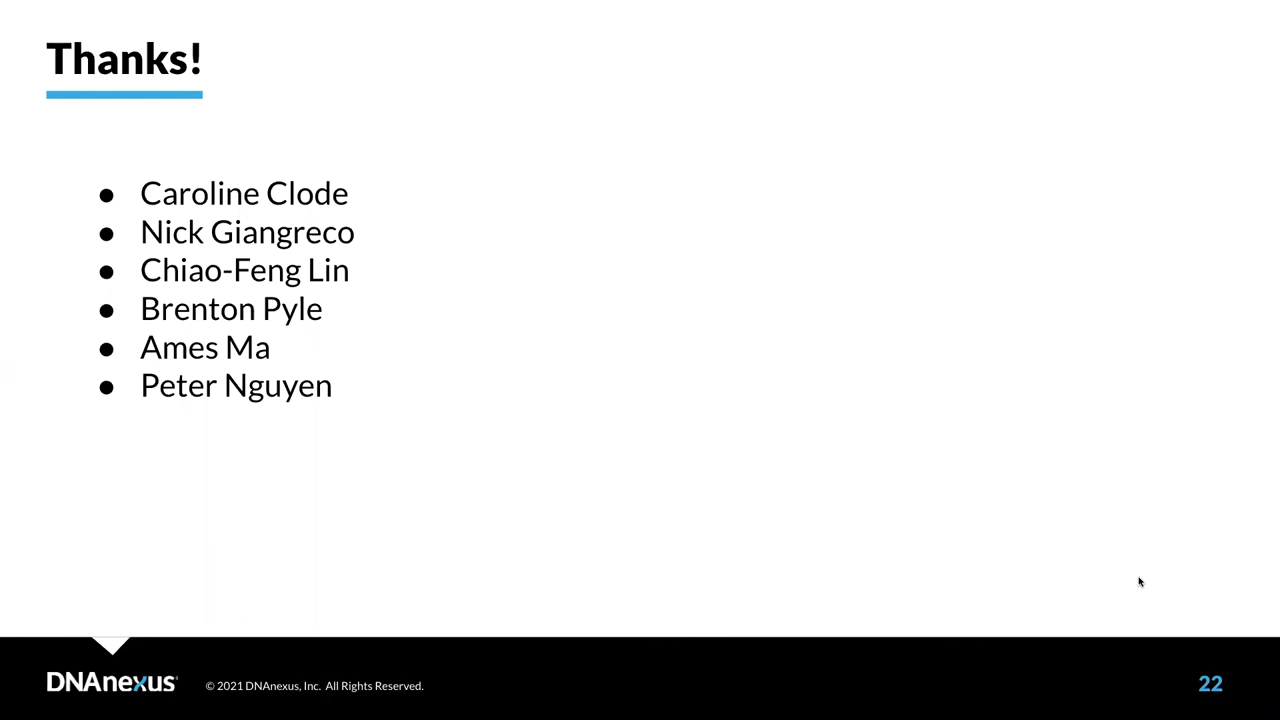 Thanks!
● Caroline Clode
● Nick Giangreco
● Chiao-Feng Lin
● Brenton Pyle
● Ames Ma
● Peter Nguyen
DNAnexus
© 2021 DNAnexus, Inc. All Rights Reserved.
22